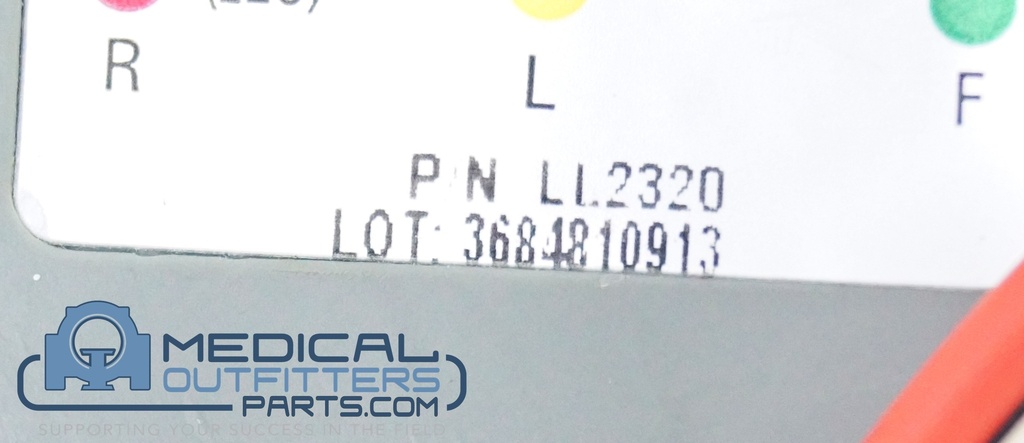 R
L
F
P N LL2320
LOT: 3684810913
MEDICAL
OUTFITTERS
PARTS.COM
SUPPORTING YOUR SUCCESS IN THE FIELD